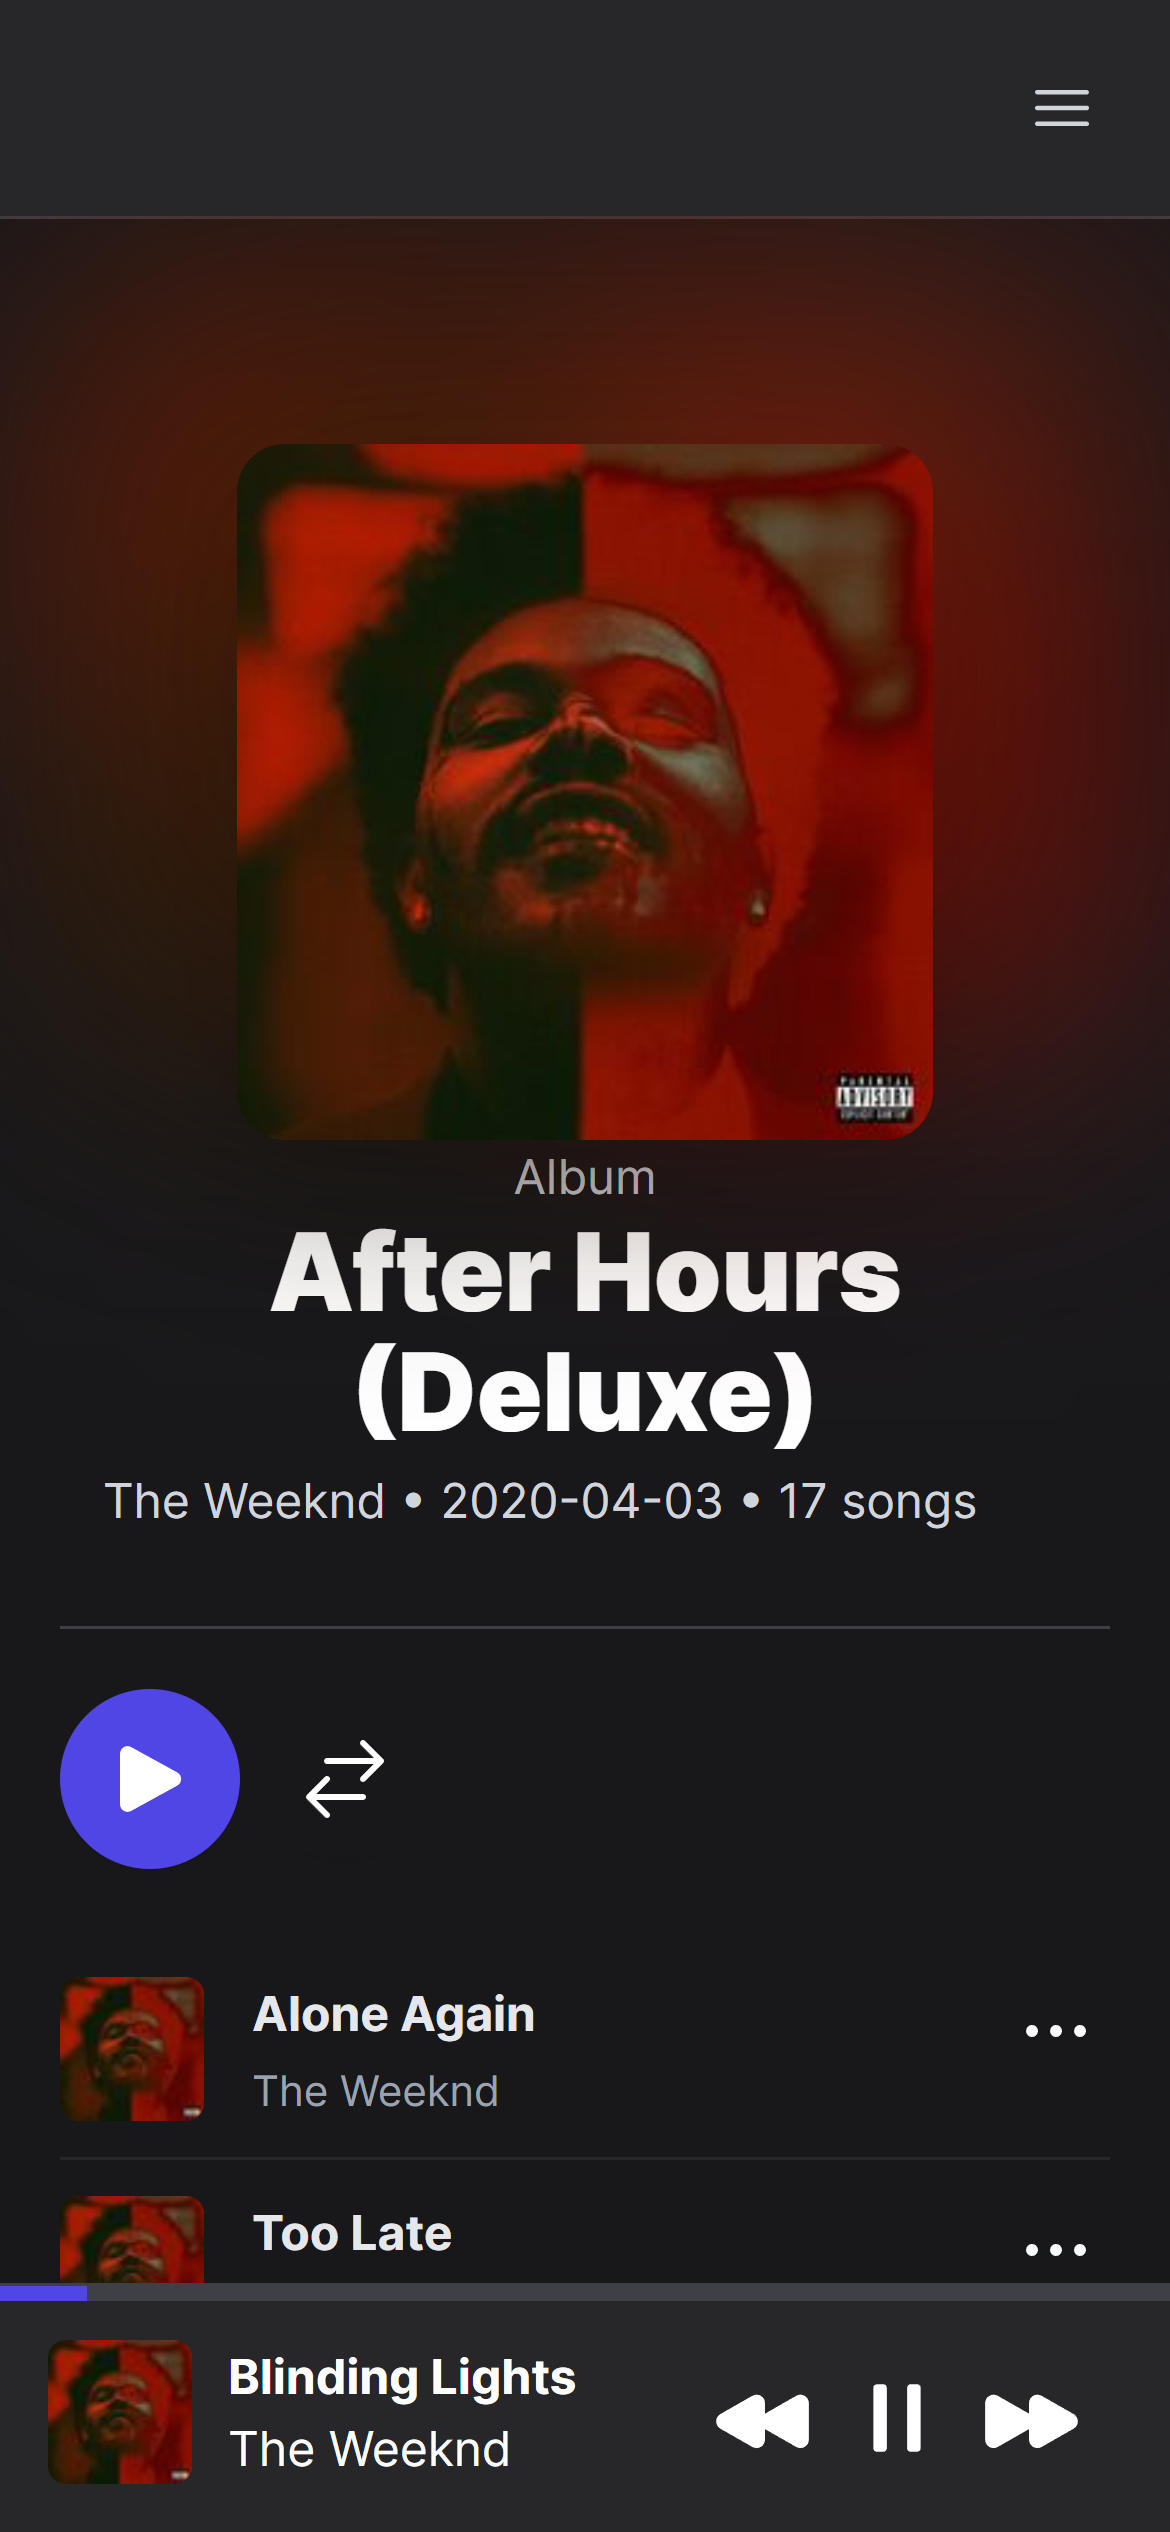 PARENTAL
ADVISORY
EXPLICIT CONTENT
Album
After Hours
(Deluxe)
The Weeknd • 2020-04-03 • 17 songs
Alone Again
The Weeknd
Too Late
Blinding Lights
The Weeknd